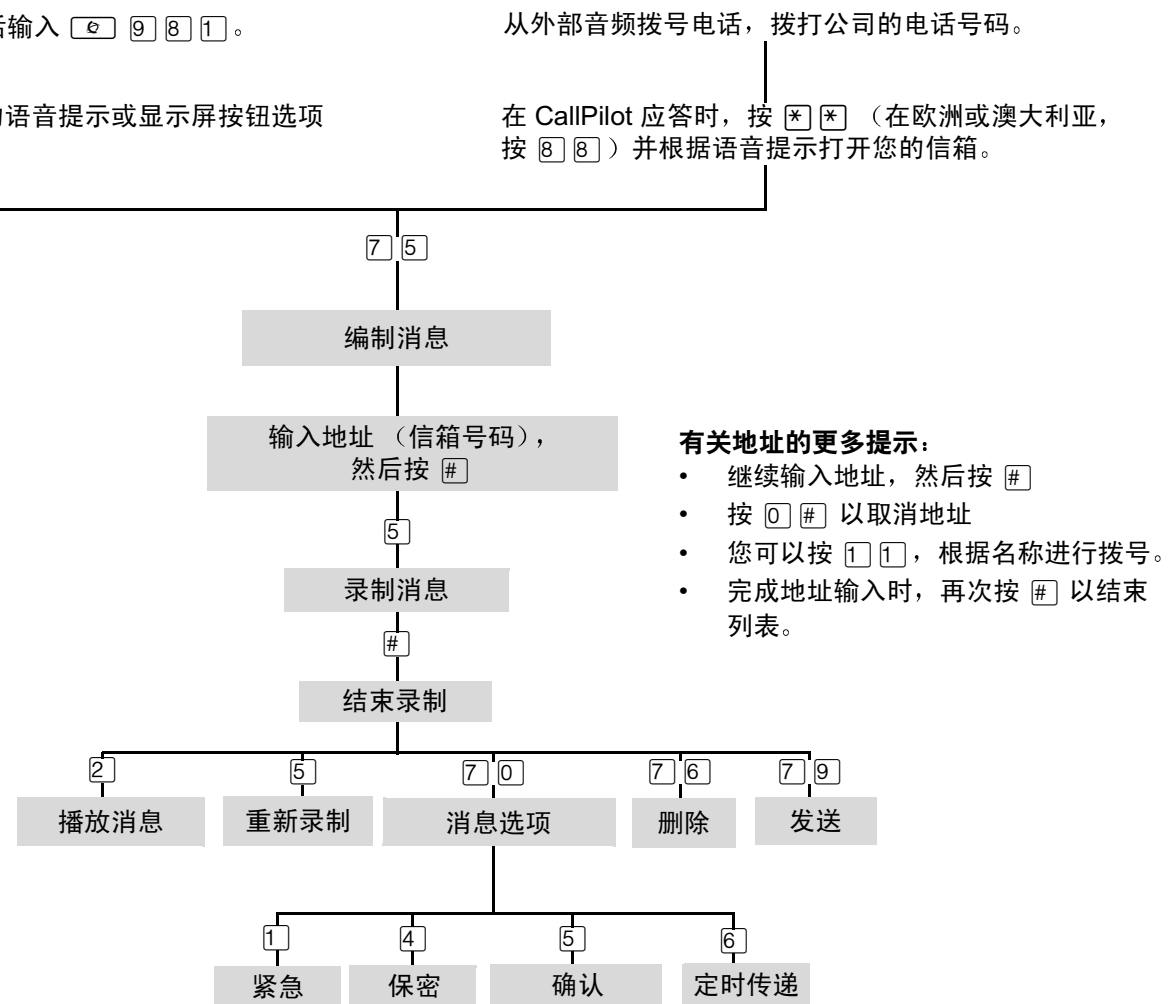 后输入 9 8 1。
从外部音频拨号电话，拨打公司的电话号码。
语音提示或显示屏按钮选项
在 CallPilot 应答时，按 * * （在欧洲或澳大利亚，
按 8 8）并根据语音提示打开您的信箱。
7 5
编制消息
输入地址 （信箱号码），
然后按 #
有关地址的更多提示：
• 继续输入地址，然后按 #
• 按 0 # 以取消地址
• 您可以按 1 1，根据名称进行拨号。
• 完成地址输入时，再次按 # 以结束
列表。
5
录制消息
#
结束录制
2 5 7 0 7 6 7 9
播放消息 重新录制 消息选项 删除 发送
1 4 5 6
紧急 保密 确认 定时传递